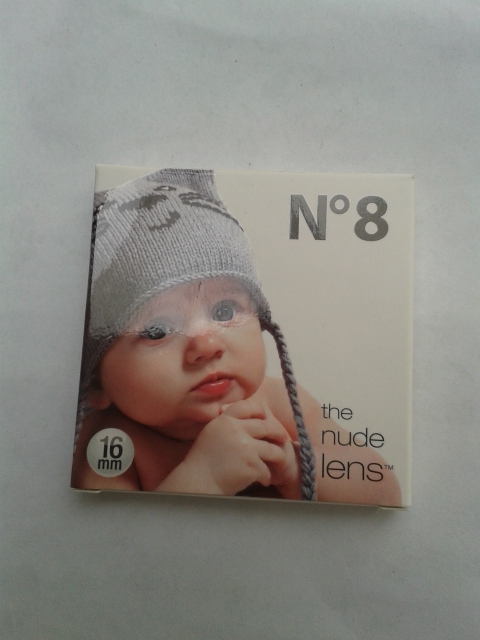 N°8
the
nude
lens™
16
mm